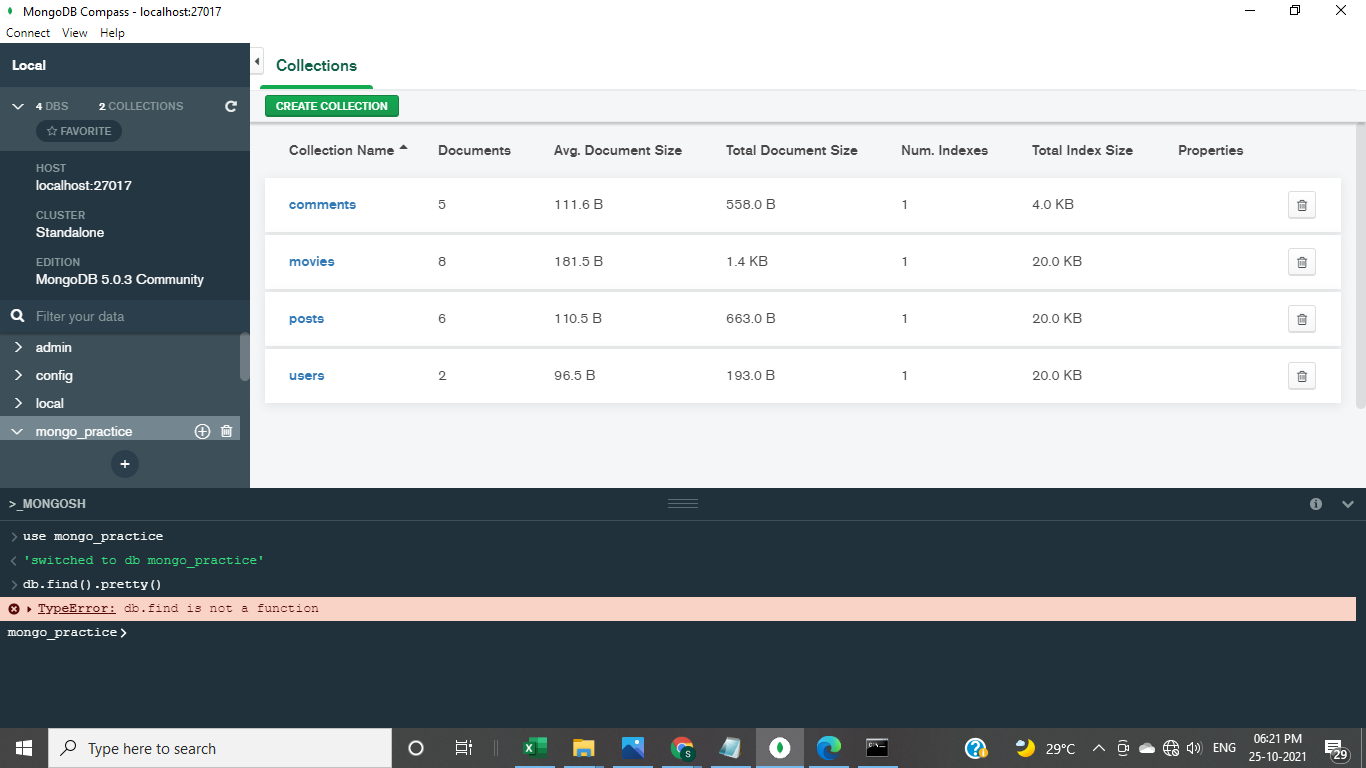 MongoDB Compass - localhost:27017
Connect View Help
Local
Collections
4 DBS 2 COLLECTIONS
FAVORITE
CREATE COLLECTION
HOST
localhost:27017
CLUSTER
Standalone
EDITION
MongoDB 5.0.3 Community
Filter your data
admin
config
local
mongo_practice
Collection Name Documents Avg. Document Size Total Document Size Num. Indexes Total Index Size Properties
comments 5 111.6 B 558.0 B 1 4.0 KB
movies 8 181.5 B 1.4 KB 1 20.0 KB
posts 6 110.5 B 663.0 B 1 20.0 KB
users 2 96.5 B 193.0 B 1 20.0 KB
>_MONGOSH
use mongo_practice
'switched to db mongo_practice'
db.find().pretty()
TypeError: db.find is not a function
mongo_practice>
Type here to search
29°C
ENG
06:21 PM
25-10-2021
29